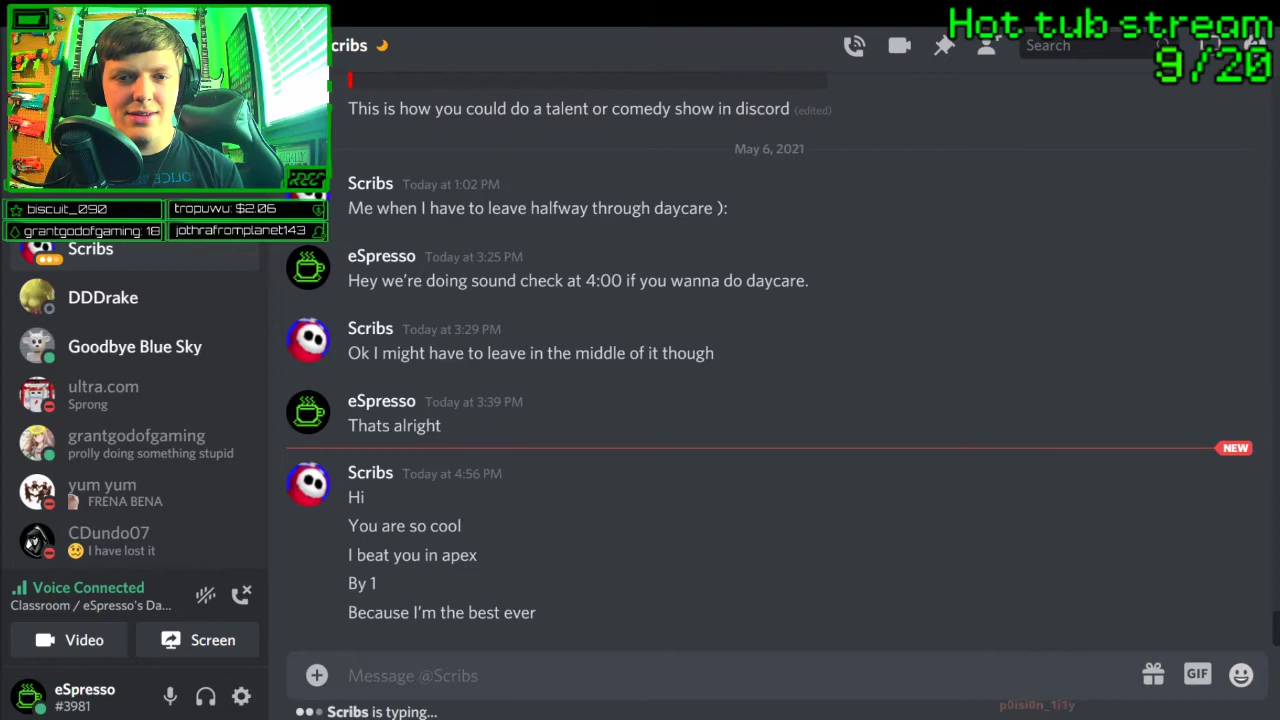 Hot tub stream
9/20
cribs
Search
This is how you could do a talent or comedy show in discord (edited)
May 6, 2021
Scribs Today at 1:02 PM
Me when I have to leave halfway through daycare ):
eSpresso Today at 3:25 PM
Hey we're doing sound check at 4:00 if you wanna do daycare.
Scribs Today at 3:29 PM
Ok I might have to leave in the middle of it though
eSpresso Today at 3:39 PM
Thats alright
NEW
Scribs Today at 4:56 PM
Hi
You are so cool
I beat you in apex
By 1
Because I'm the best ever
Message @Scribs
GIF
Scribs is typing...
p0isi0n_1i1y
REC
biscuit_090
tropuwu: $2.06
grantgodofgaming: 18
jothrafromplanet143
Scribs
DDDrake
Goodbye Blue Sky
ultra.com
Sprong
grantgodofgaming
prolly doing something stupid
yum yum
FRENA BENA
CDundo07
I have lost it
Voice Connected
Classroom / eSpresso's Da...
Video
Screen
eSpresso
#3981